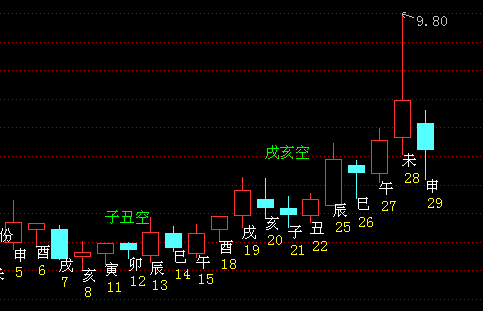 9.80
戌亥空
子丑空
份
未
申 5
酉 6
戌 7
亥 8
寅 11
卯 12
辰 13
巳 14
午 15
酉 18
戌 19
亥 20
子 21
丑 22
辰 25
巳 26
午 27
未 28
申 29